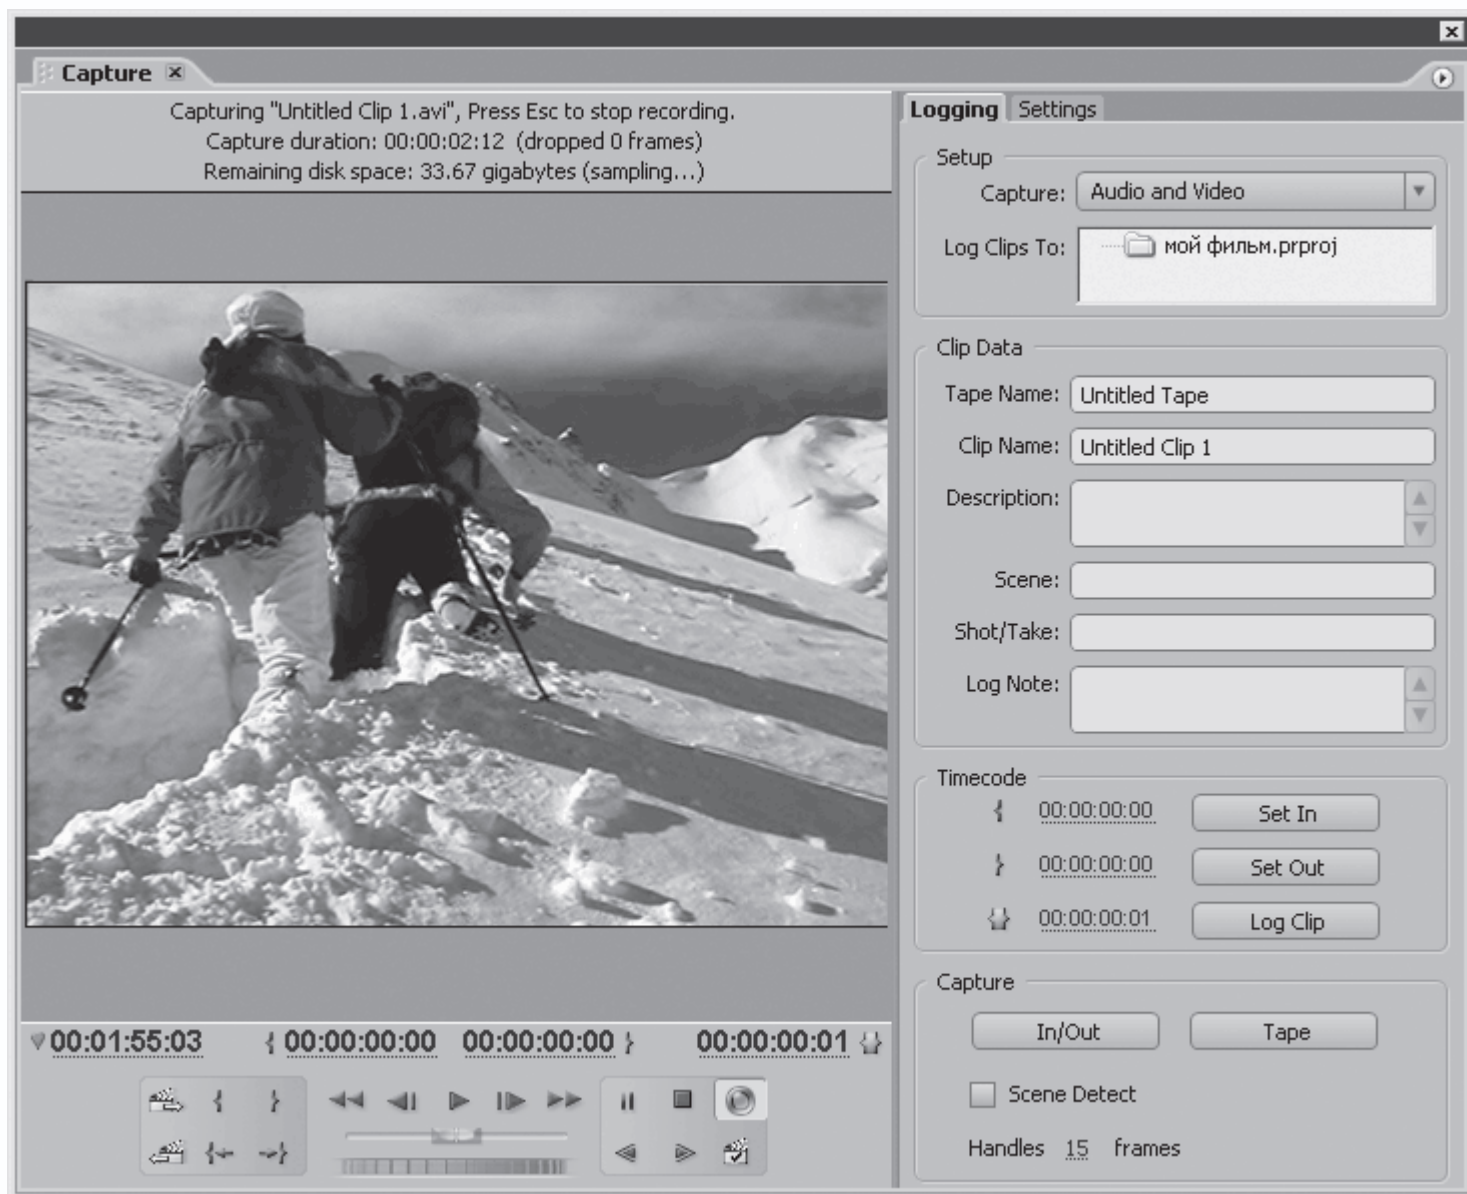 Capture
Capturing "Untitled Clip 1.avi", Press Esc to stop recording.
Capture duration: 00:00:02:12 (dropped 0 frames)
Remaining disk space: 33.67 gigabytes (sampling...)
00:01:55:03 00:00:00:00 00:00:00:00 00:00:00:01
Logging Settings
Setup
Capture: Audio and Video
Log Clips To: мой фильм.prproj
Clip Data
Tape Name: Untitled Tape
Clip Name: Untitled Clip 1
Description:
Scene:
Shot/Take:
Log Note:
Timecode
00:00:00:00 Set In
00:00:00:00 Set Out
00:00:00:01 Log Clip
Capture
In/Out Tape
Scene Detect
Handles 15 frames